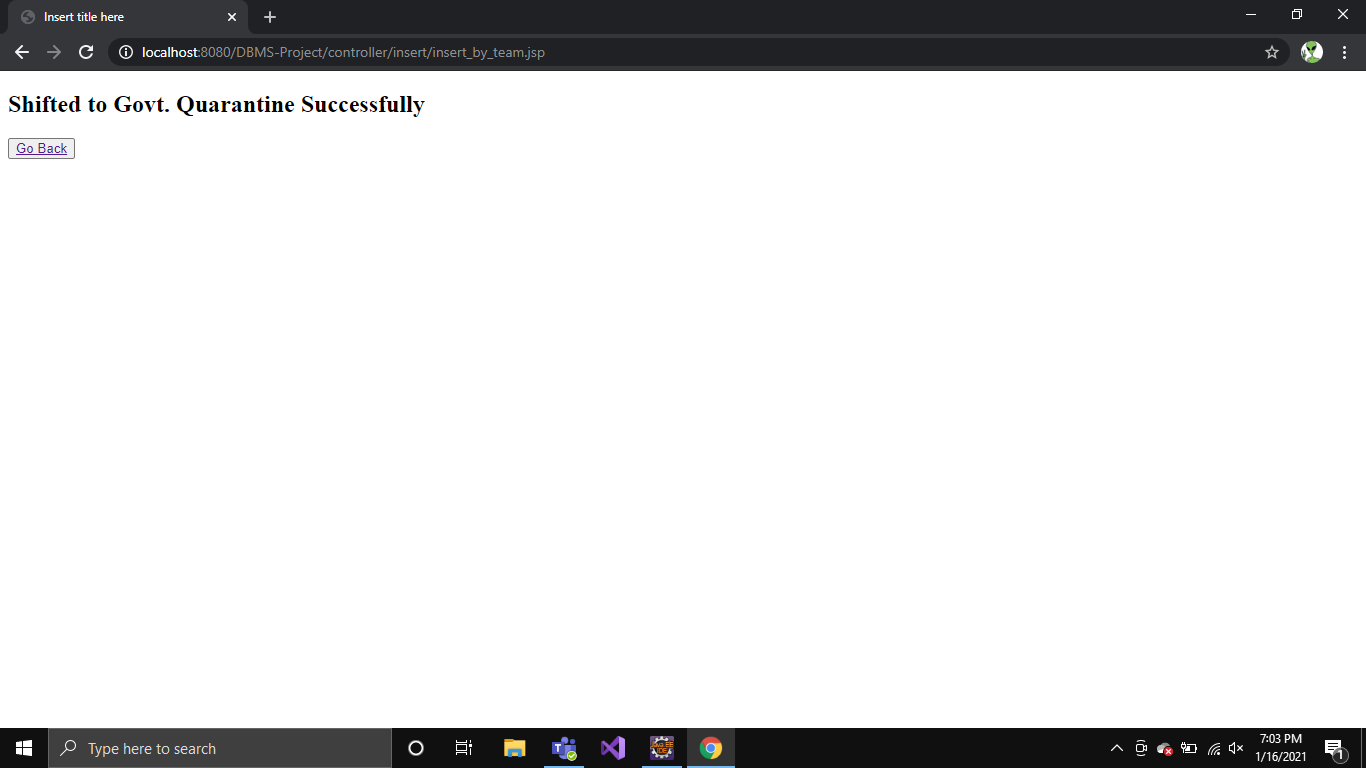 Insert title here
localhost:8080/DBMS-Project/controller/insert/insert_by_team.jsp
Shifted to Govt. Quarantine Successfully
Go Back
Type here to search
7:03 PM
1/16/2021
1